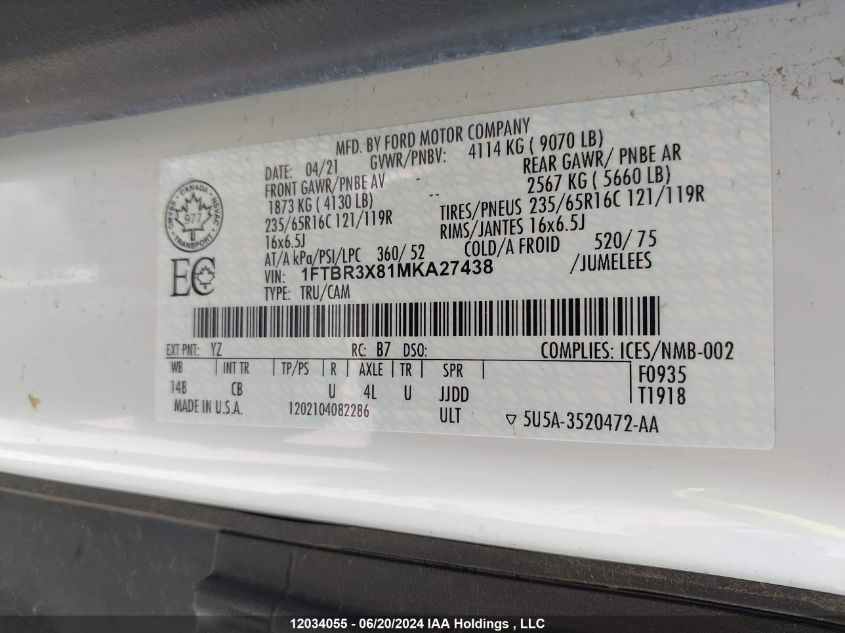 MFD. BY FORD MOTOR COMPANY
DATE: 04/21 GVWR/PNBV: 4114 KG ( 9070 LB)
FRONT GAWR/PNBE AV REAR GAWR/ PNBE AR
1873 KG ( 4130 LB) -- 2567 KG ( 5660 LB)
235/65R16C 121/119R -- TIRES/PNEUS 235/65R16C 121/119R
16x6.5J RIMS/JANTES 16x6.5J
AT/A kPa/PSI/LPC 360/ 52 COLD/A FROID 520/ 75
VIN: 1FTBR3X81MKA27438 /JUMELEES
TYPE: TRU/CAM
CANADA
977
TRANSPORT
EC
EXT PNT: YZ RC: B7 DSO: COMPLIES: ICES/NMB-002
WB INT TR TP/PS R AXLE TR SPR F0935
148 CB U 4L U JJDD T1918
MADE IN U.S.A. 1202104082286 ULT 5U5A-3520472-AA
12034055 - 06/20/2024 IAA Holdings , LLC